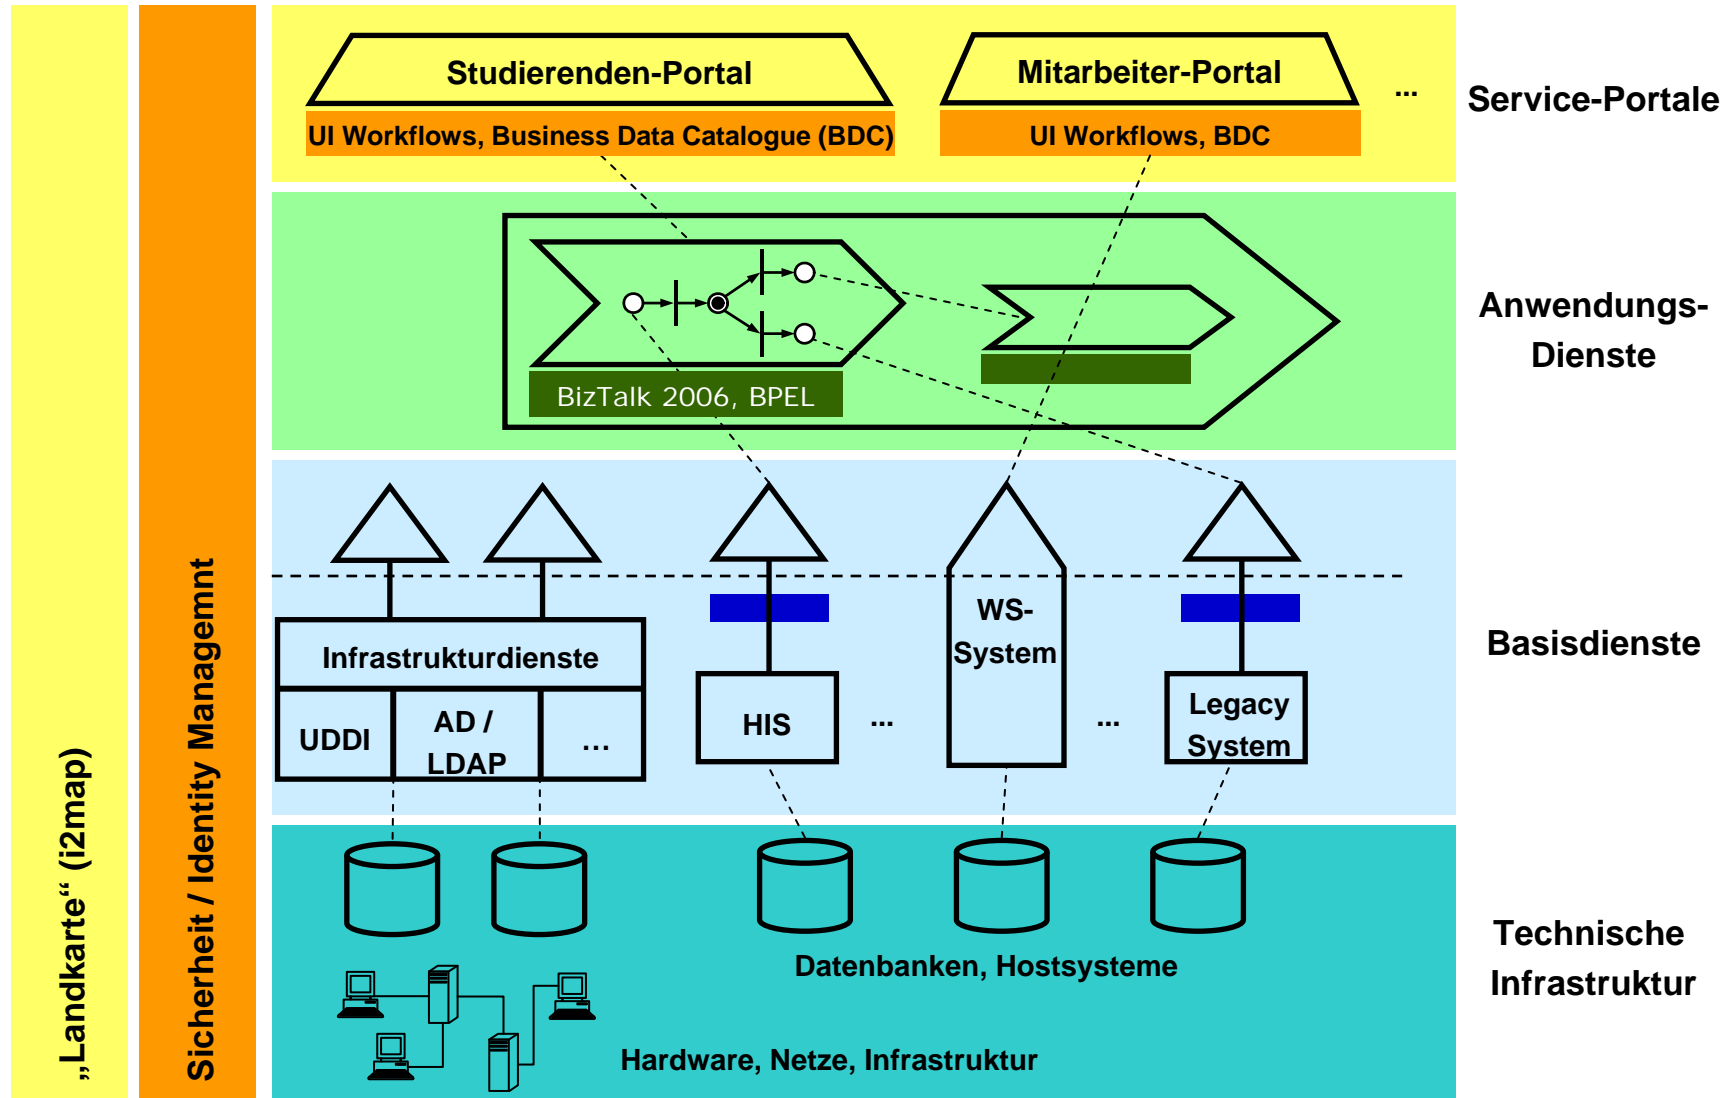 „Landkarte“ (i2map)
Sicherheit / Identity Managemnt
Studierenden-Portal
UI Workflows, Business Data Catalogue (BDC)
Mitarbeiter-Portal
UI Workflows, BDC
...
Service-Portale
BizTalk 2006, BPEL
Anwendungs-
Dienste
Infrastrukturdienste
UDDI
AD /
LDAP
...
HIS
...
WS-
System
...
Legacy
System
Basisdienste
Datenbanken, Hostsysteme
Hardware, Netze, Infrastruktur
Technische
Infrastruktur